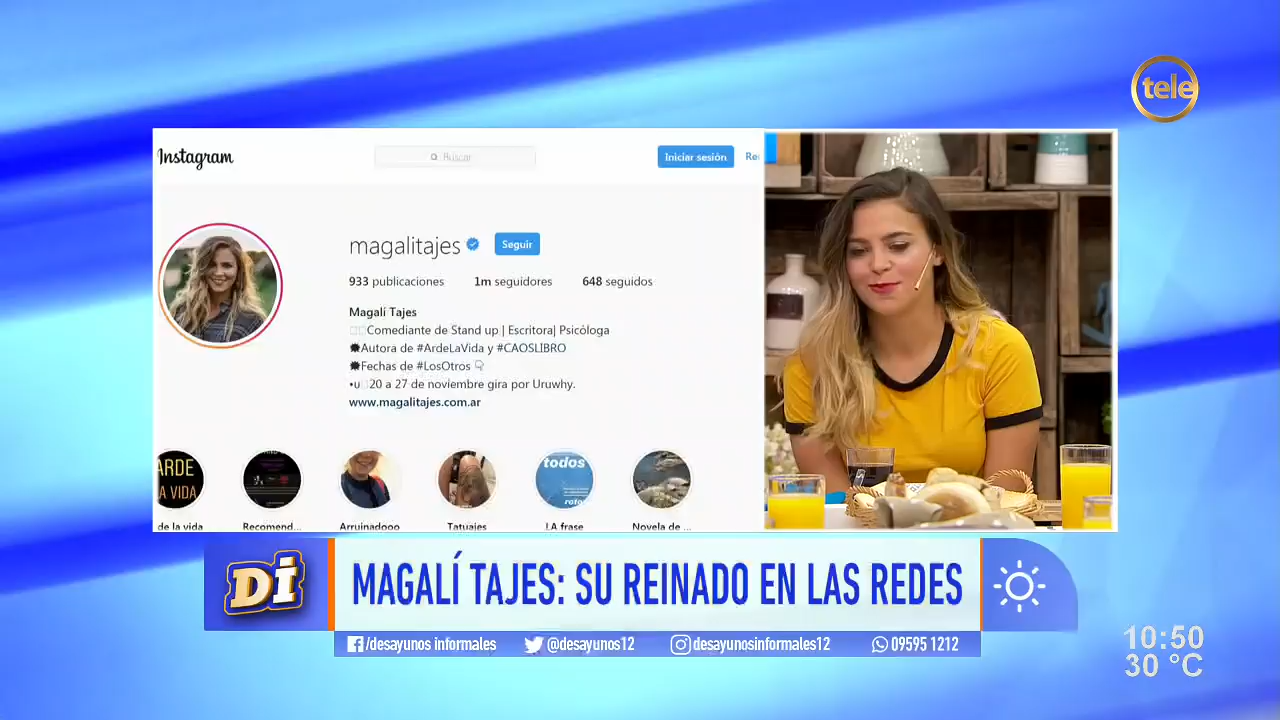 tele
Instagram
Buscar
Iniciar sesión
magalitajes
Seguir
933 publicaciones
1m seguidores
648 seguidos
Magalí Tajes
Comediante de Stand up | Escritora| Psicóloga
Autora de #ArdeLaVida y #CAOSLIBRO
Fechas de #LosOtros
20 a 27 de noviembre gira por Uruwhy.
www.magalitajes.com.ar
ARDE
LA VIDA
todos
de la vida
Recomend...
Arruinadooo
Tatuajes
LA frase
Novela de ...
Di
MAGALÍ TAJES: SU REINADO EN LAS REDES
/desayunos informales
@desayunos12
desayunosinformales12
09595 1212
10:50
30 °C